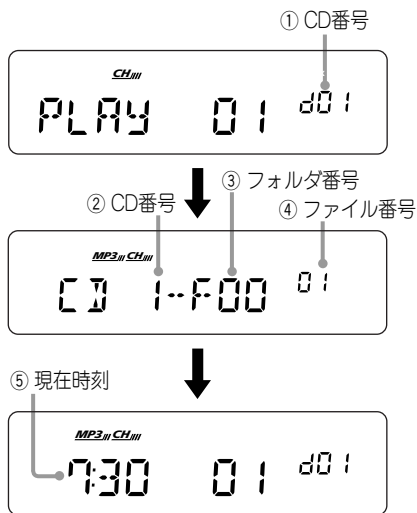 ① CD番号
CH
PLAY 01 d01
② CD番号
③ フォルダ番号
④ ファイル番号
MP3 CH
CD 1--F00 01
⑤ 現在時刻
MP3 CH
7:30 01 d01